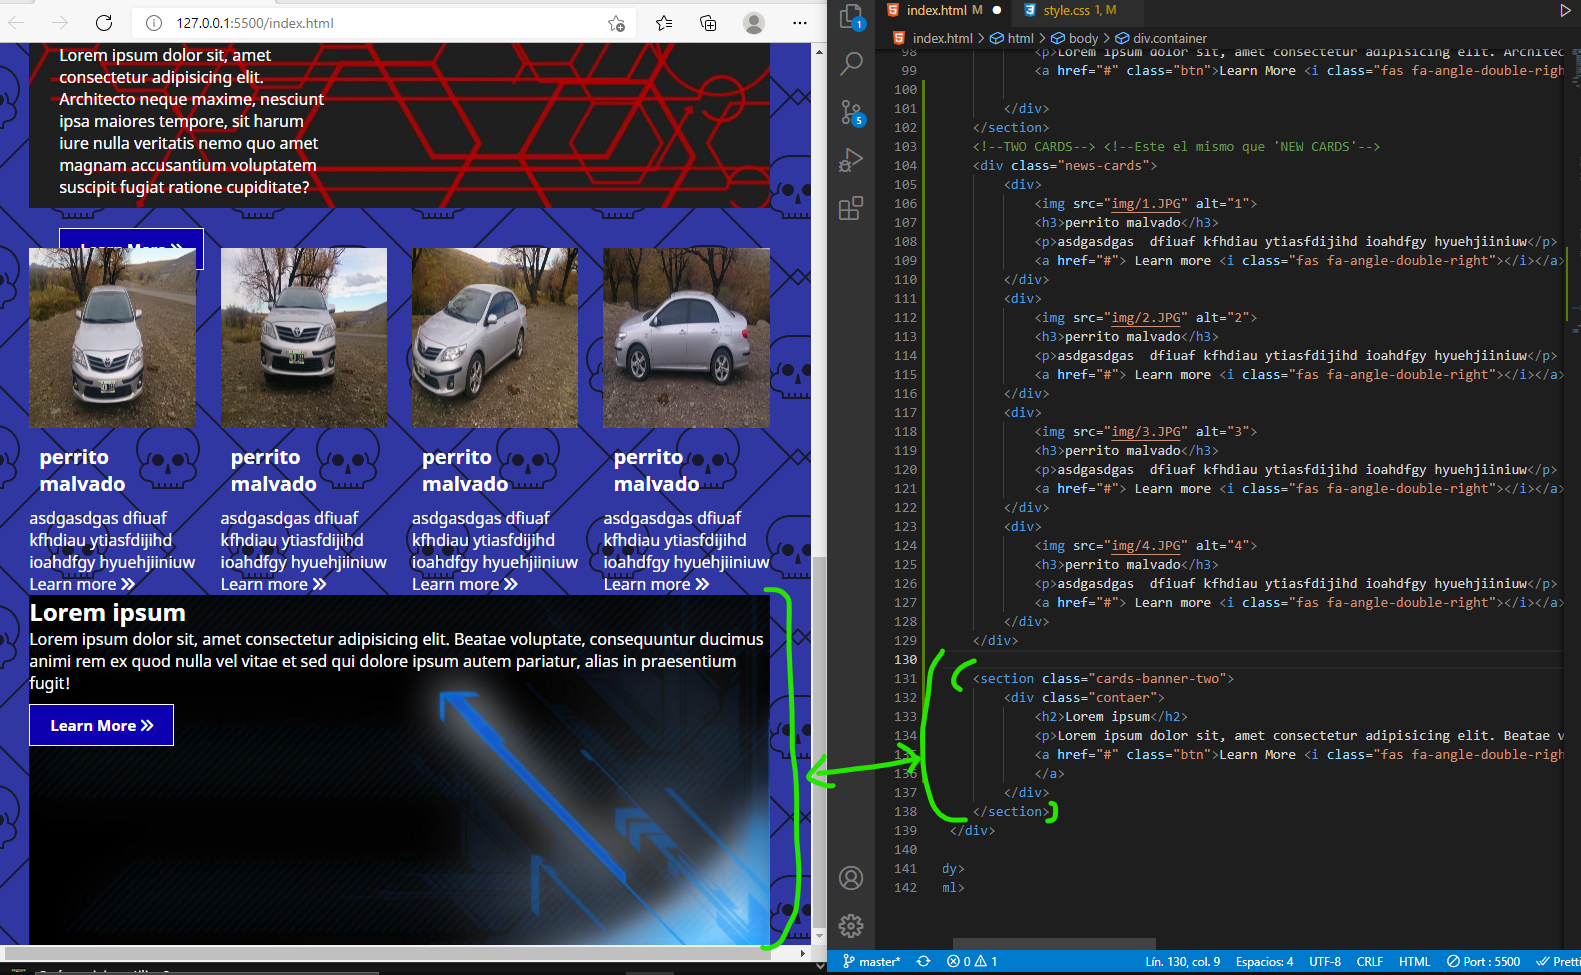 127.0.0.1:5500/index.html
Lorem ipsum dolor sit, amet
consectetur adipisicing elit.
Architecto neque maxime, nesciunt
ipsa maiores tempore, sit harum
iure nulla veritatis nemo quo amet
magnam accusantium voluptatem
suscipit fugiat ratione cupiditate?
Learn More
perrito malvado
asdgasdgas dfiuaf
kfhdiau ytiasfdijihd
ioahdfgy hyuehjiiniuw
Learn more
perrito malvado
asdgasdgas dfiuaf
kfhdiau ytiasfdijihd
ioahdfgy hyuehjiiniuw
Learn more
perrito malvado
asdgasdgas dfiuaf
kfhdiau ytiasfdijihd
ioahdfgy hyuehjiiniuw
Learn more
perrito malvado
asdgasdgas dfiuaf
kfhdiau ytiasfdijihd
ioahdfgy hyuehjiiniuw
Learn more
Lorem ipsum
Lorem ipsum dolor sit, amet consectetur adipisicing elit. Beatae voluptate, consequuntur ducimus
animi rem ex quod nulla vel vitae et sed qui dolore ipsum autem pariatur, alias in praesentium
fugit!
Learn More
1
5
index.html M
style.css 1, M
index.html > html > body > div.container
98 <p>Lorem ipsum dolor sit, amet consectetur adipisicing elit. Architec
99 <a href="#" class="btn">Learn More <i class="fas fa-angle-double-righ
100
101 </div>
102 </section>
103 <!--TWO CARDS--> <!--Este el mismo que 'NEW CARDS'-->
104 <div class="news-cards">
105 <div>
106 <img src="img/1.JPG" alt="1">
107 <h3>perrito malvado</h3>
108 <p>asdgasdgas  dfiuaf kfhdiau ytiasfdijihd ioahdfgy hyuehjiiniuw</p>
109 <a href="#"> Learn more <i class="fas fa-angle-double-right"></i></a>
110 </div>
111 <div>
112 <img src="img/2.JPG" alt="2">
113 <h3>perrito malvado</h3>
114 <p>asdgasdgas  dfiuaf kfhdiau ytiasfdijihd ioahdfgy hyuehjiiniuw</p>
115 <a href="#"> Learn more <i class="fas fa-angle-double-right"></i></a>
116 </div>
117 <div>
118 <img src="img/3.JPG" alt="3">
119 <h3>perrito malvado</h3>
120 <p>asdgasdgas  dfiuaf kfhdiau ytiasfdijihd ioahdfgy hyuehjiiniuw</p>
121 <a href="#"> Learn more <i class="fas fa-angle-double-right"></i></a>
122 </div>
123 <div>
124 <img src="img/4.JPG" alt="4">
125 <h3>perrito malvado</h3>
126 <p>asdgasdgas  dfiuaf kfhdiau ytiasfdijihd ioahdfgy hyuehjiiniuw</p>
127 <a href="#"> Learn more <i class="fas fa-angle-double-right"></i></a>
128 </div>
129 </div>
130
131 <section class="cards-banner-two">
132 <div class="contaer">
133 <h2>Lorem ipsum</h2>
134 <p>Lorem ipsum dolor sit, amet consectetur adipisicing elit. Beatae v
135 <a href="#" class="btn">Learn More <i class="fas fa-angle-double-righ
136 </a>
137 </div>
138 </section>
139 </div>
140
141 dy>
142 ml>
master* 0 1 Lín. 130, col. 9 Espacios: 4 UTF-8 CRLF HTML Port : 5500 Pretti